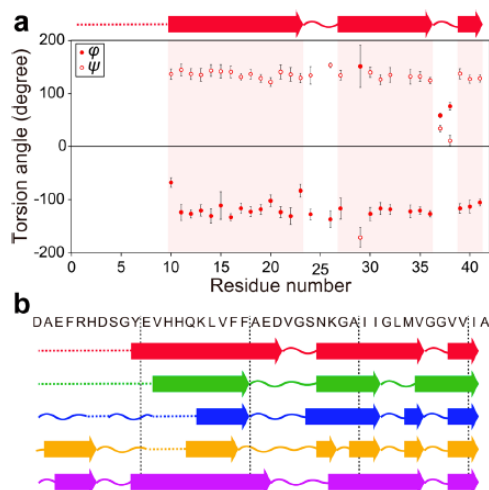 a
200
100
0
-100
-200
Torsion angle (degree)
φ
ψ
0 5 10 15 20 25 30 35 40
Residue number
b
DAEFRHDSGYEVHHQKLVFFAEDVGSNKGAIIGLMVGGVVIA